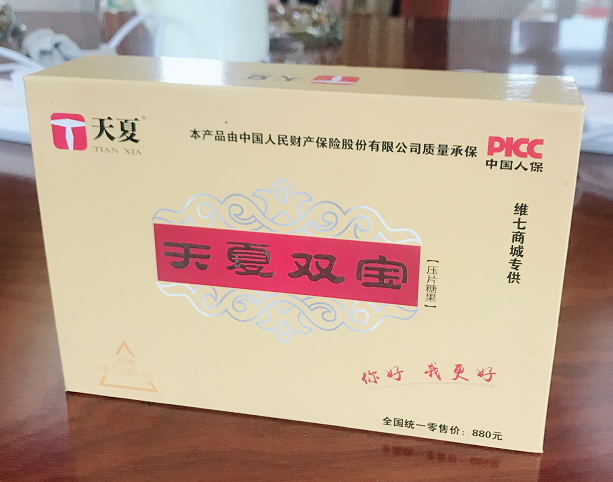 天夏®
TIAN XIA
本产品由中国人民财产保险股份有限公司质量承保
PICC
中国人保
维七商城专供
天夏双宝
【压片糖果】
你好 我更好
全国统一零售价：880元